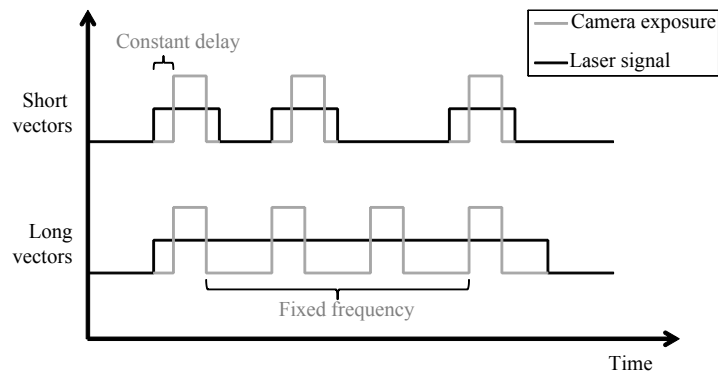 Camera exposure
Laser signal
Constant delay
Short
vectors
Long
vectors
Fixed frequency
Time